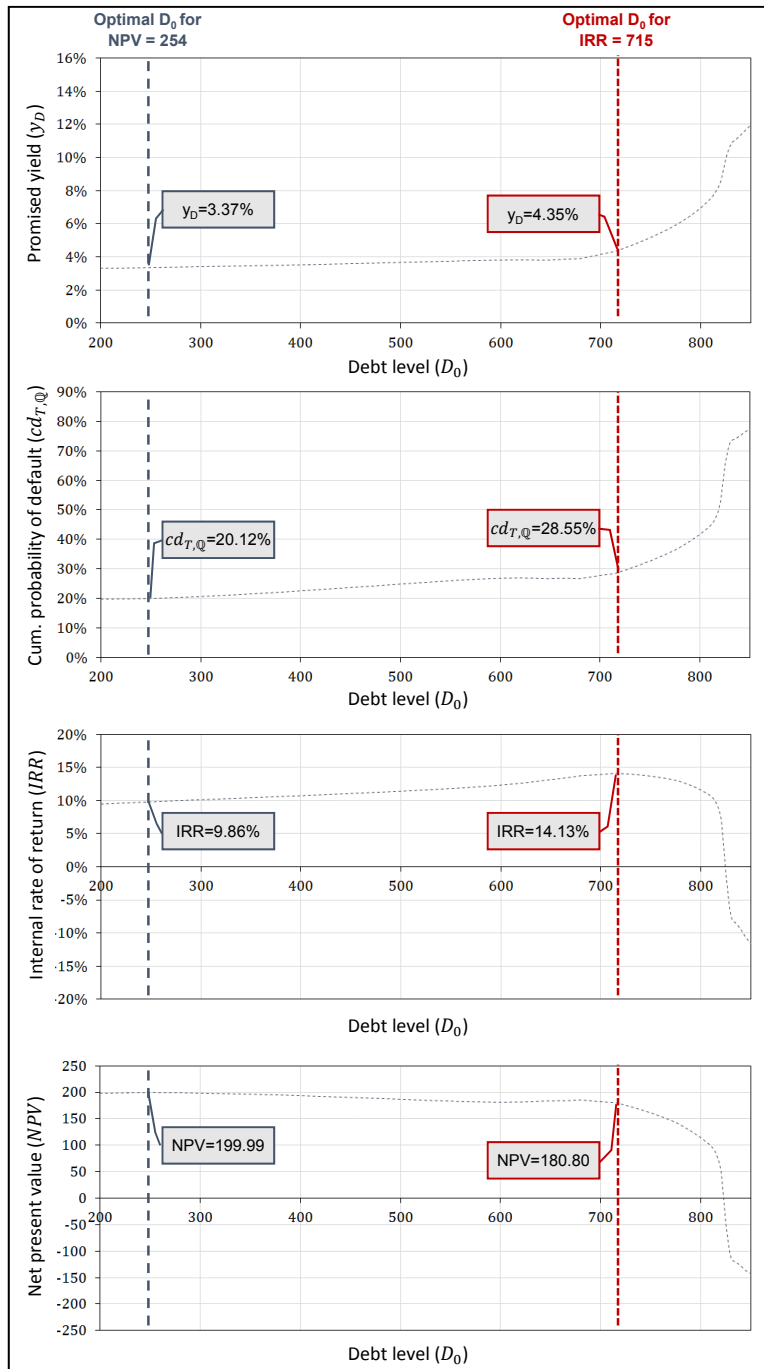 Optimal D₀ for
NPV = 254
Optimal D₀ for
IRR = 715
Promised yield (y_D)
16%
14%
12%
10%
8%
6%
4%
2%
0%
y_D=3.37%
y_D=4.35%
200 300 400 500 600 700 800
Debt level (D₀)
Cum. probability of default (cd_{T,ℚ})
90%
80%
70%
60%
50%
40%
30%
20%
10%
0%
cd_{T,ℚ}=20.12%
cd_{T,ℚ}=28.55%
200 300 400 500 600 700 800
Debt level (D₀)
Internal rate of return (IRR)
20%
15%
10%
5%
0%
-5%
-10%
-15%
-20%
IRR=9.86%
IRR=14.13%
200 300 400 500 600 700 800
Debt level (D₀)
Net present value (NPV)
250
200
150
100
50
0
-50
-100
-150
-200
-250
NPV=199.99
NPV=180.80
200 300 400 500 600 700 800
Debt level (D₀)